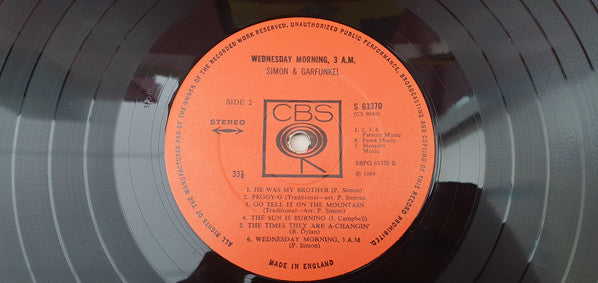 ALL RIGHTS OF THE MANUFACTURER AND OF THE OWNER OF THE RECORDED WORK RESERVED. UNAUTHORIZED PUBLIC PERFORMANCE, BROADCASTING AND COPYING OF THIS RECORD PROHIBITED.
WEDNESDAY MORNING, 3 A.M.
SIMON & GARFUNKEL
SIDE 2
STEREO
CBS
S 63370
(CS 9049)
1, 2, 3, 6,
Pattern Music
4. Essex Music
5. Blossom
Music
SBPG 63370 B
℗ 1964
33⅓
1. HE WAS MY BROTHER (P. Simon)
2. PEGGY-O (Traditional—arr. P. Simon)
3. GO TELL IT ON THE MOUNTAIN
(Traditional—Arr. P. Simon)
4. THE SUN IS BURNING (I. Campbell)
5. THE TIMES THEY ARE A-CHANGIN'
(B. Dylan)
6. WEDNESDAY MORNING, 3 A.M
(P. Simon)
MADE IN ENGLAND